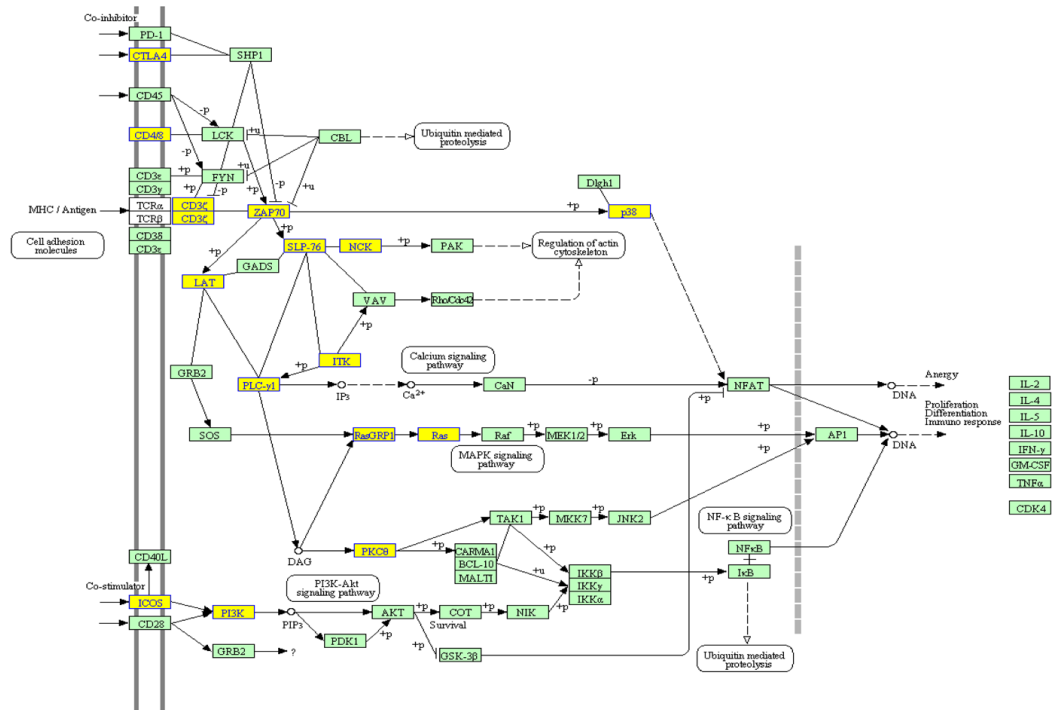 Co-inhibitor
PD-1
CTLA4
SHP1
CD45
-p
CD4/8
LCK
+u
CBL
Ubiquitin mediated
proteolysis
-p
+u
CD3ε
+p
FYN
-p
+u
CD3γ
+p
-p
+p
Dlgh1
MHC / Antigen
TCRα
CD3ζ
ZAP70
+p
p38
TCRβ
CD3ζ
+p
Cell adhesion
molecules
CD3δ
CD3ε
+p
SLP-76
NCK
+p
PAK
Regulation of actin
cytoskeleton
GADS
LAT
VAV
Rho/Cdc42
+p
ITK
Calcium signaling
pathway
GRB2
+p
PLC-γ1
IP3
Ca2+
CaN
-p
NFAT
+p
DNA
Anergy
Proliferation
Differentiation
Immuno response
SOS
RasGRP1
Ras
Raf
+p
MEK1/2
+p
Erk
+p
AP1
DNA
MAPK signaling
pathway
+p
IL-2
IL-4
IL-5
IL-10
IFN-γ
GM-CSF
TNFα
CDK4
TAK1
+p
MKK7
+p
JNK2
NF-κ B signaling
pathway
DAG
PKCθ
+p
+p
CARMA1
BCL-10
MALT1
+p
+u
NFκB
IκB
+p
IKKβ
IKKγ
IKKα
CD40L
Co-stimulator
PI3K-Akt
signaling pathway
ICOS
PI3K
PIP3
AKT
+p
COT
+p
NIK
+p
Survival
CD28
PDK1
+p
GRB2
?
+p
GSK-3β
Ubiquitin mediated
proteolysis